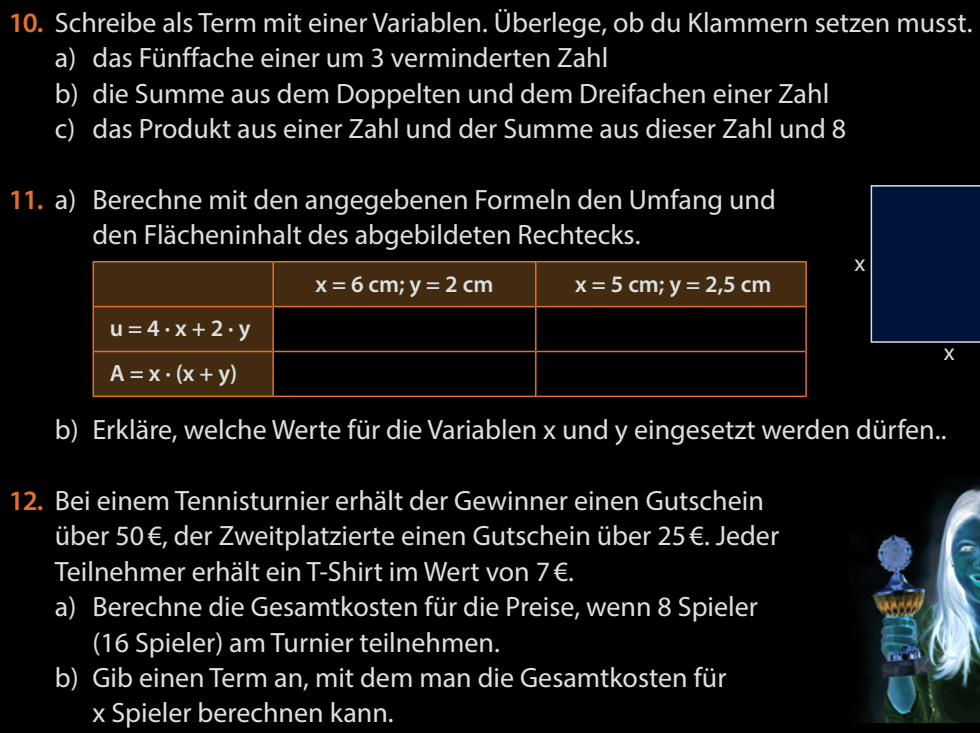 10. Schreibe als Term mit einer Variablen. Überlege, ob du Klammern setzen musst.
a) das Fünffache einer um 3 verminderten Zahl
b) die Summe aus dem Doppelten und dem Dreifachen einer Zahl
c) das Produkt aus einer Zahl und der Summe aus dieser Zahl und 8
11. a) Berechne mit den angegebenen Formeln den Umfang und
den Flächeninhalt des abgebildeten Rechtecks.
x = 6 cm; y = 2 cm x = 5 cm; y = 2,5 cm
u = 4 · x + 2 · y
A = x · (x + y)
x
x
b) Erkläre, welche Werte für die Variablen x und y eingesetzt werden dürfen..
12. Bei einem Tennisturnier erhält der Gewinner einen Gutschein
über 50 €, der Zweitplatzierte einen Gutschein über 25 €. Jeder
Teilnehmer erhält ein T-Shirt im Wert von 7 €.
a) Berechne die Gesamtkosten für die Preise, wenn 8 Spieler
(16 Spieler) am Turnier teilnehmen.
b) Gib einen Term an, mit dem man die Gesamtkosten für
x Spieler berechnen kann.